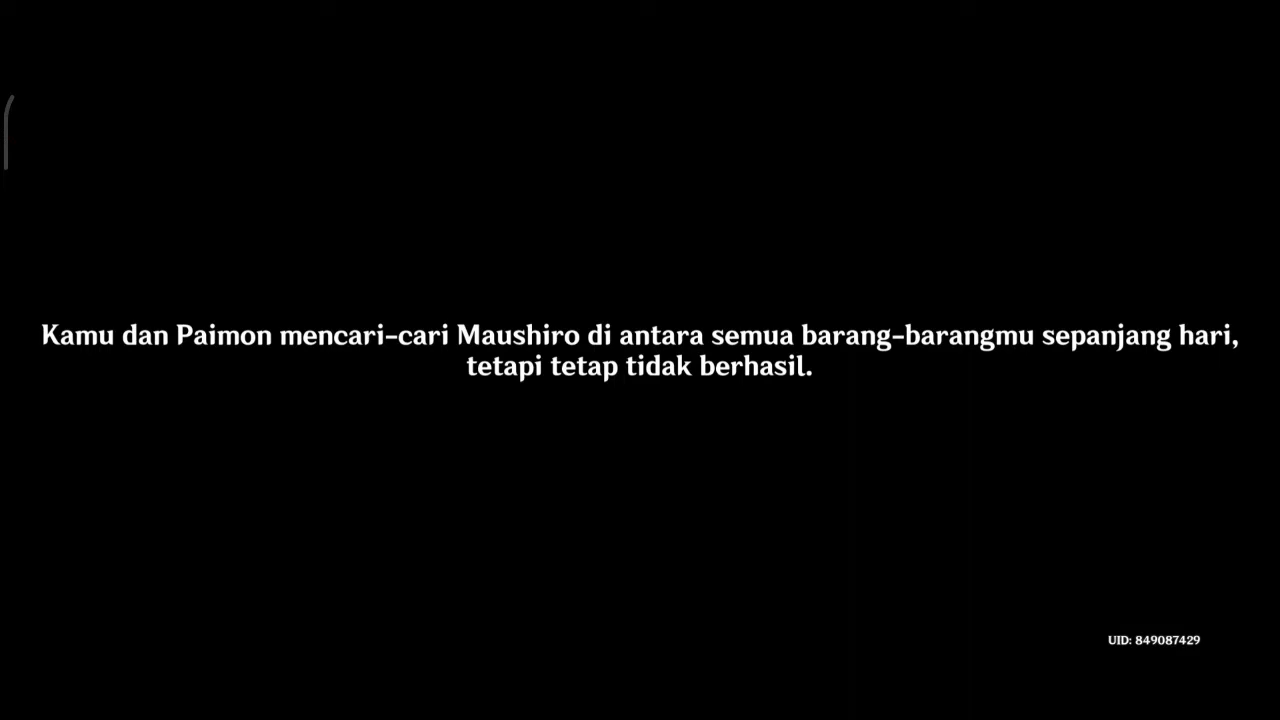 Kamu dan Paimon mencari-cari Maushiro di antara semua barang-barangmu sepanjang hari,
tetapi tetap tidak berhasil.
UID: 849087429